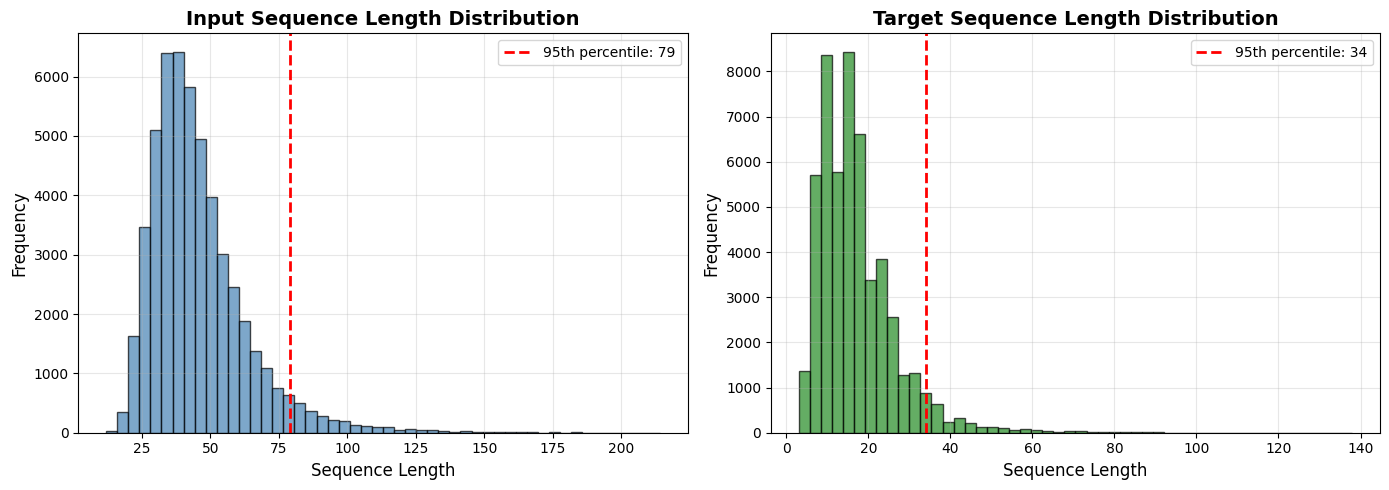 Input Sequence Length Distribution
Frequency
6000
5000
4000
3000
2000
1000
0
95th percentile: 79
25 50 75 100 125 150 175 200
Sequence Length
Target Sequence Length Distribution
Frequency
8000
7000
6000
5000
4000
3000
2000
1000
0
95th percentile: 34
0 20 40 60 80 100 120 140
Sequence Length